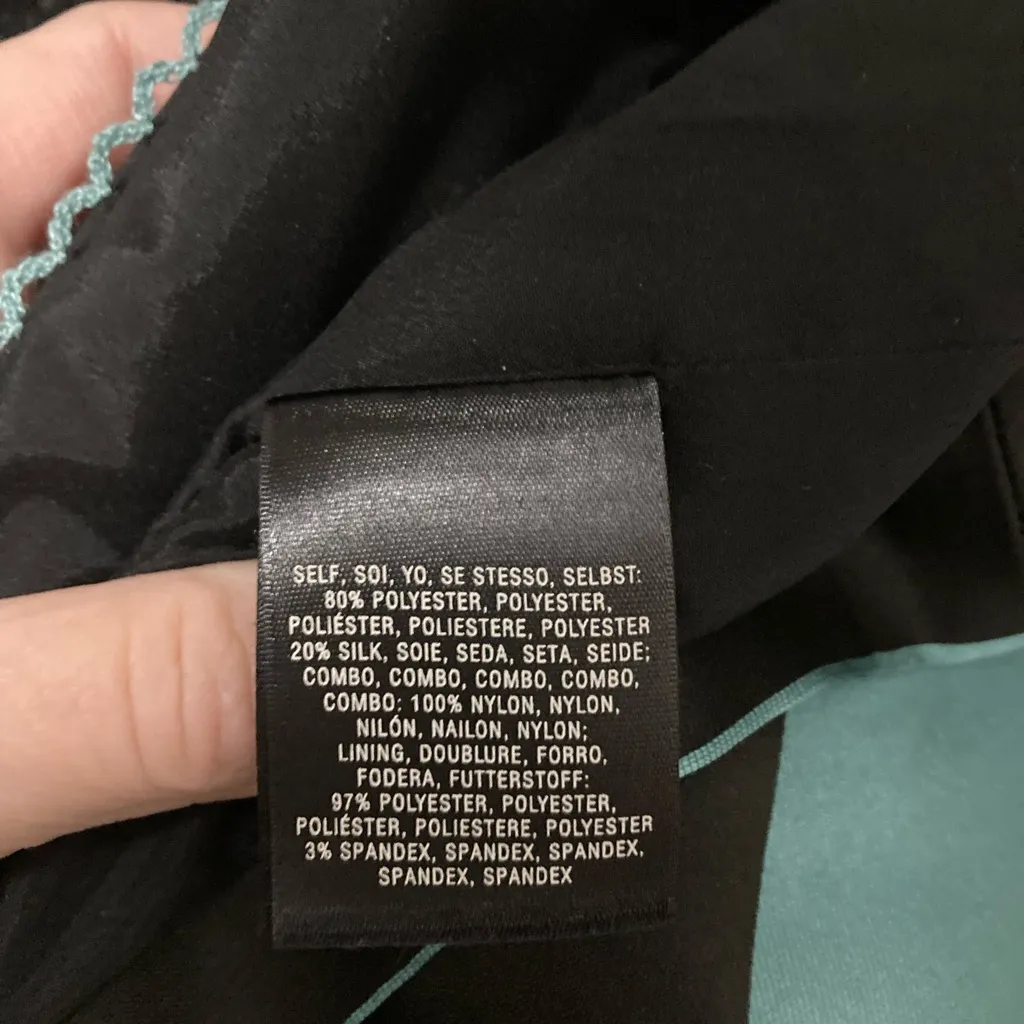 SELF, SOI, YO, SE STESSO, SELBST:
80% POLYESTER, POLYESTER,
POLIÉSTER, POLIESTERE, POLYESTER
20% SILK, SOIE, SEDA, SETA, SEIDE;
COMBO, COMBO, COMBO, COMBO,
COMBO: 100% NYLON, NYLON,
NILÓN, NAILON, NYLON;
LINING, DOUBLURE, FORRO,
FODERA, FUTTERSTOFF:
97% POLYESTER, POLYESTER,
POLIÉSTER, POLIESTERE, POLYESTER
3% SPANDEX, SPANDEX, SPANDEX,
SPANDEX, SPANDEX